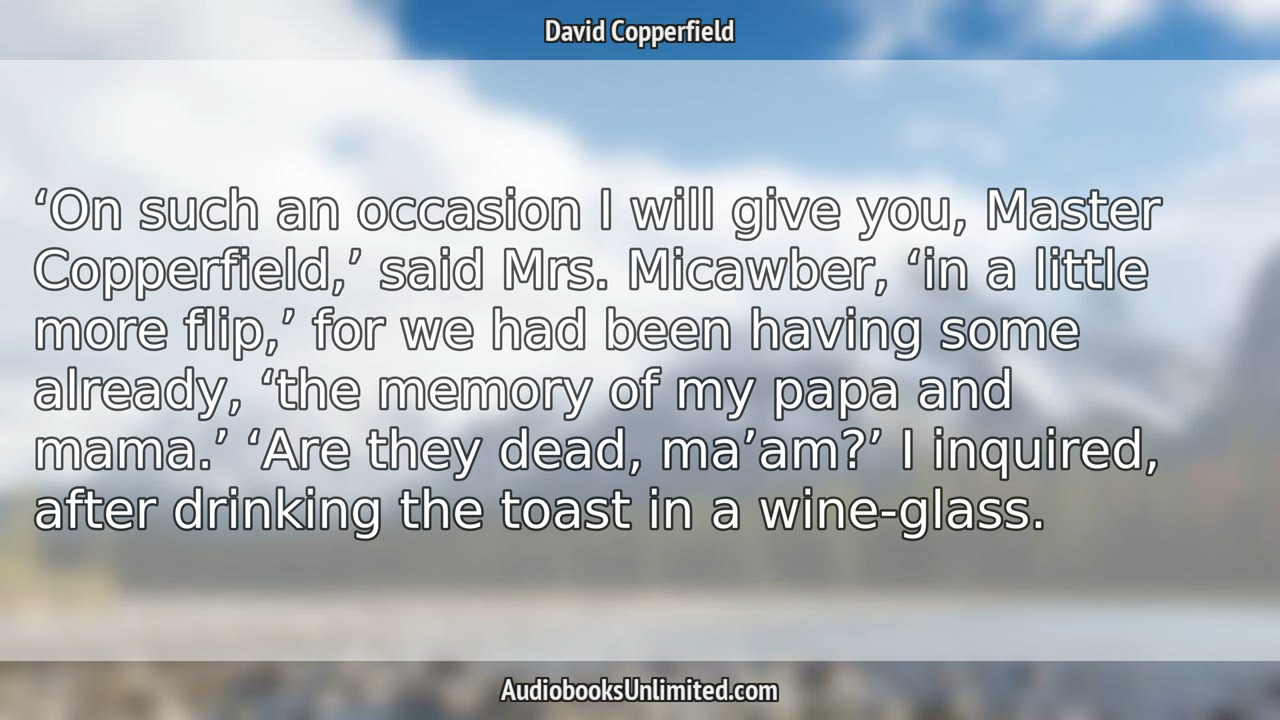 David Copperfield
‘On such an occasion I will give you, Master
Copperfield,’ said Mrs. Micawber, ‘in a little
more flip,’ for we had been having some
already, ‘the memory of my papa and
mama.’ ‘Are they dead, ma’am?’ I inquired,
after drinking the toast in a wine-glass.
AudiobooksUnlimited.com